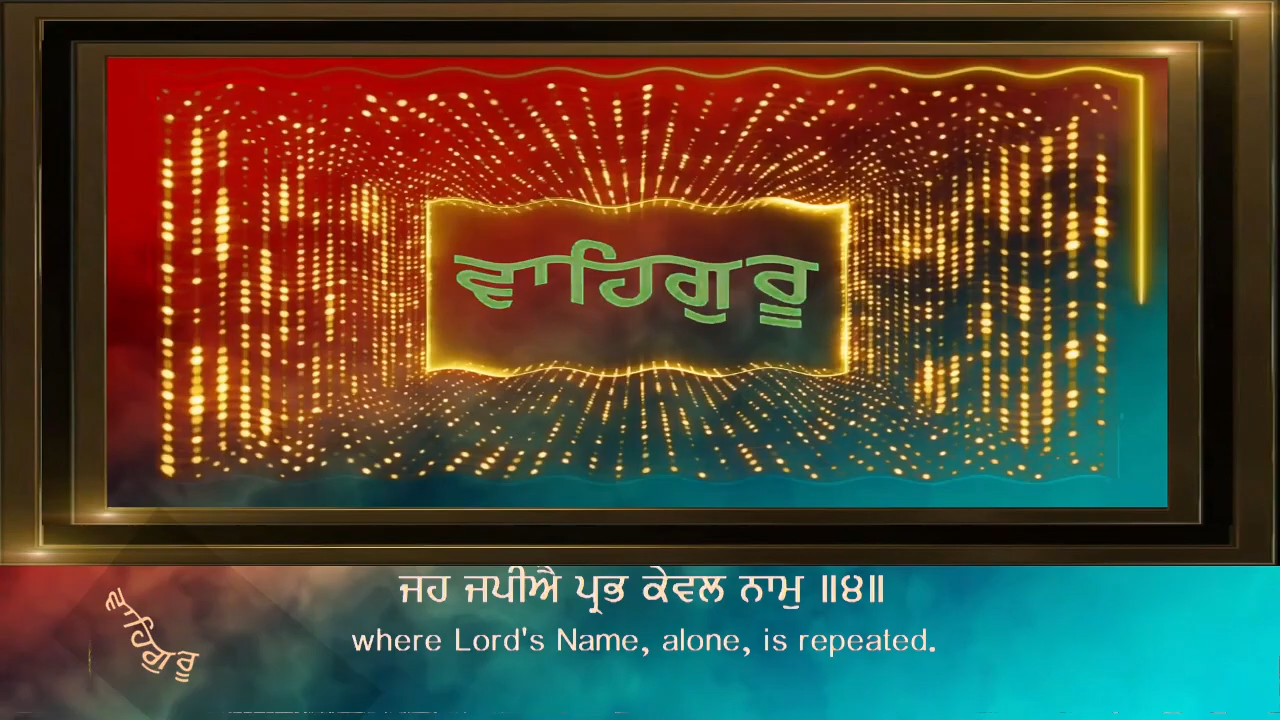 ਵਾਹਿਗੁਰੂ
ਜਹ ਜਪੀਐ ਪ੍ਰਭ ਕੇਵਲ ਨਾਮੁ ॥੪॥
where Lord's Name, alone, is repeated.
ਵਾਹਿਗੁਰੂ